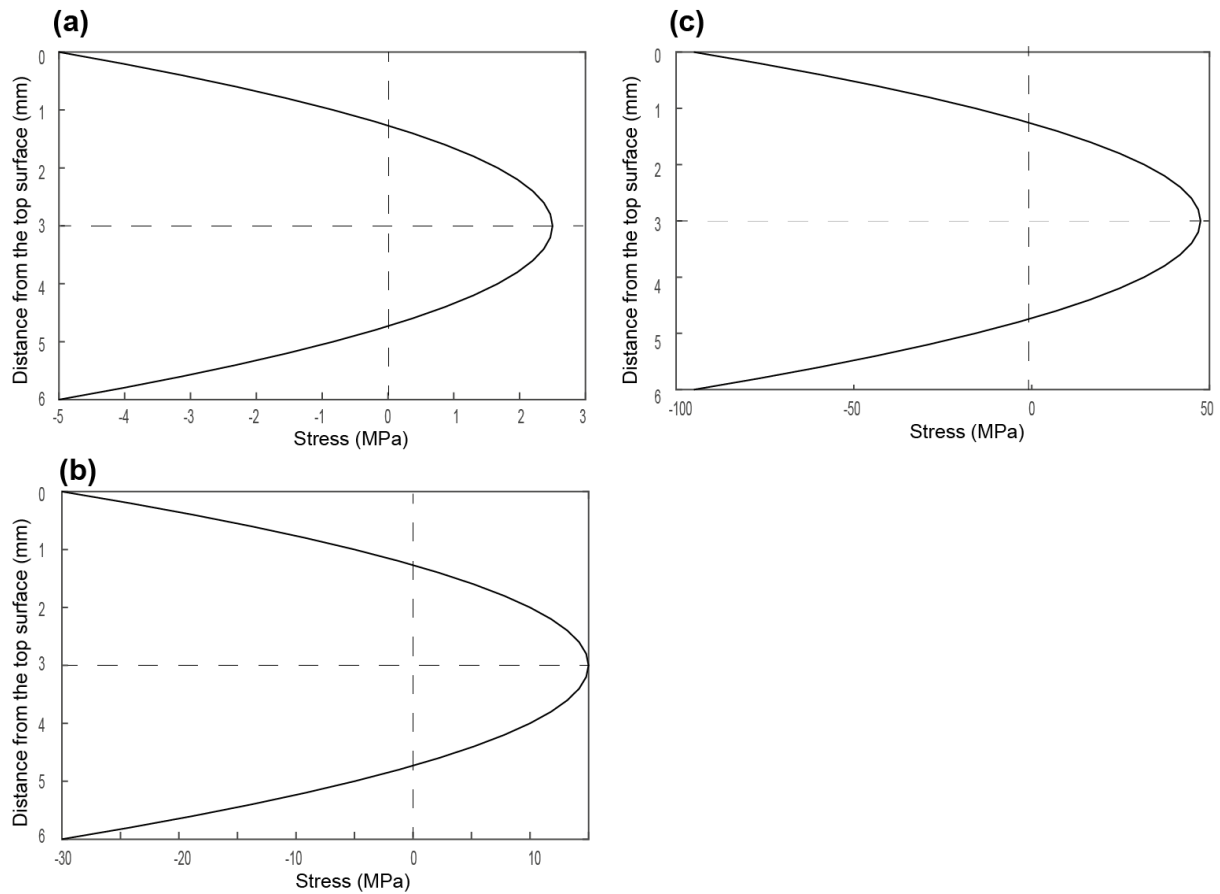 (a)
Distance from the top surface (mm)
0
1
2
3
4
5
6
-5 -4 -3 -2 -1 0 1 2 3
Stress (MPa)
(c)
Distance from the top surface (mm)
0
1
2
3
4
5
6
-100 -50 0 50
Stress (MPa)
(b)
Distance from the top surface (mm)
0
1
2
3
4
5
6
-30 -20 -10 0 10
Stress (MPa)